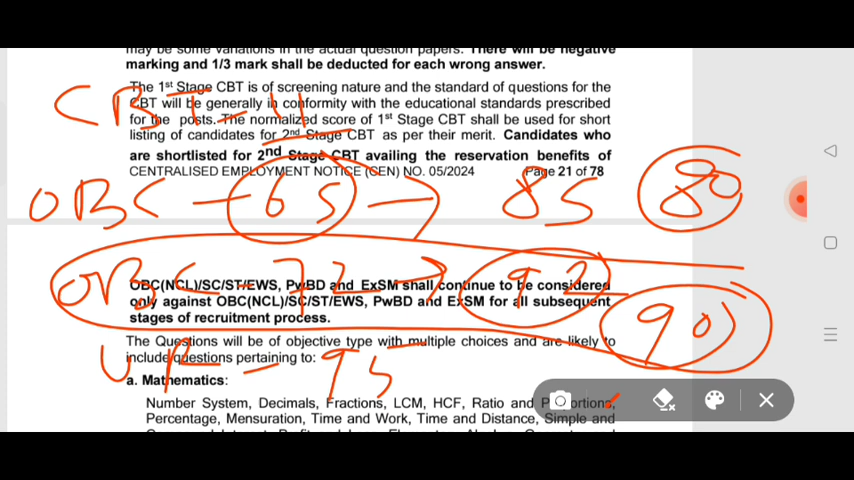 may be some variations in the actual question papers. There will be negative
marking and 1/3 mark shall be deducted for each wrong answer.
The 1st Stage CBT is of screening nature and the standard of questions for the
CBT - II
CBT will be generally in conformity with the educational standards prescribed
for the posts. The normalized score of 1st Stage CBT shall be used for short
listing of candidates for 2nd Stage CBT as per their merit. Candidates who
are shortlisted for 2nd Stage CBT availing the reservation benefits of
CENTRALISED EMPLOYMENT NOTICE (CEN) NO. 05/2024 Page 21 of 78
OBC - 65 → 85 80
OBC - 72 → 92
OBC(NCL)/SC/ST/EWS, PwBD and ExSM shall continue to be considered
only against OBC(NCL)/SC/ST/EWS, PwBD and ExSM for all subsequent
stages of recruitment process.
90
The Questions will be of objective type with multiple choices and are likely to
include questions pertaining to:
UR - 95
a. Mathematics:
Number System, Decimals, Fractions, LCM, HCF, Ratio and Proportions,
Percentage, Mensuration, Time and Work, Time and Distance, Simple and